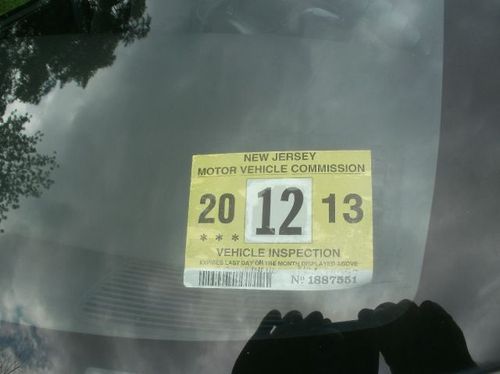 NEW JERSEY
MOTOR VEHICLE COMMISSION
20 12 13
* * *
VEHICLE INSPECTION
EXPIRES LAST DAY OF THE MONTH DISPLAYED ABOVE
Nº 1887551